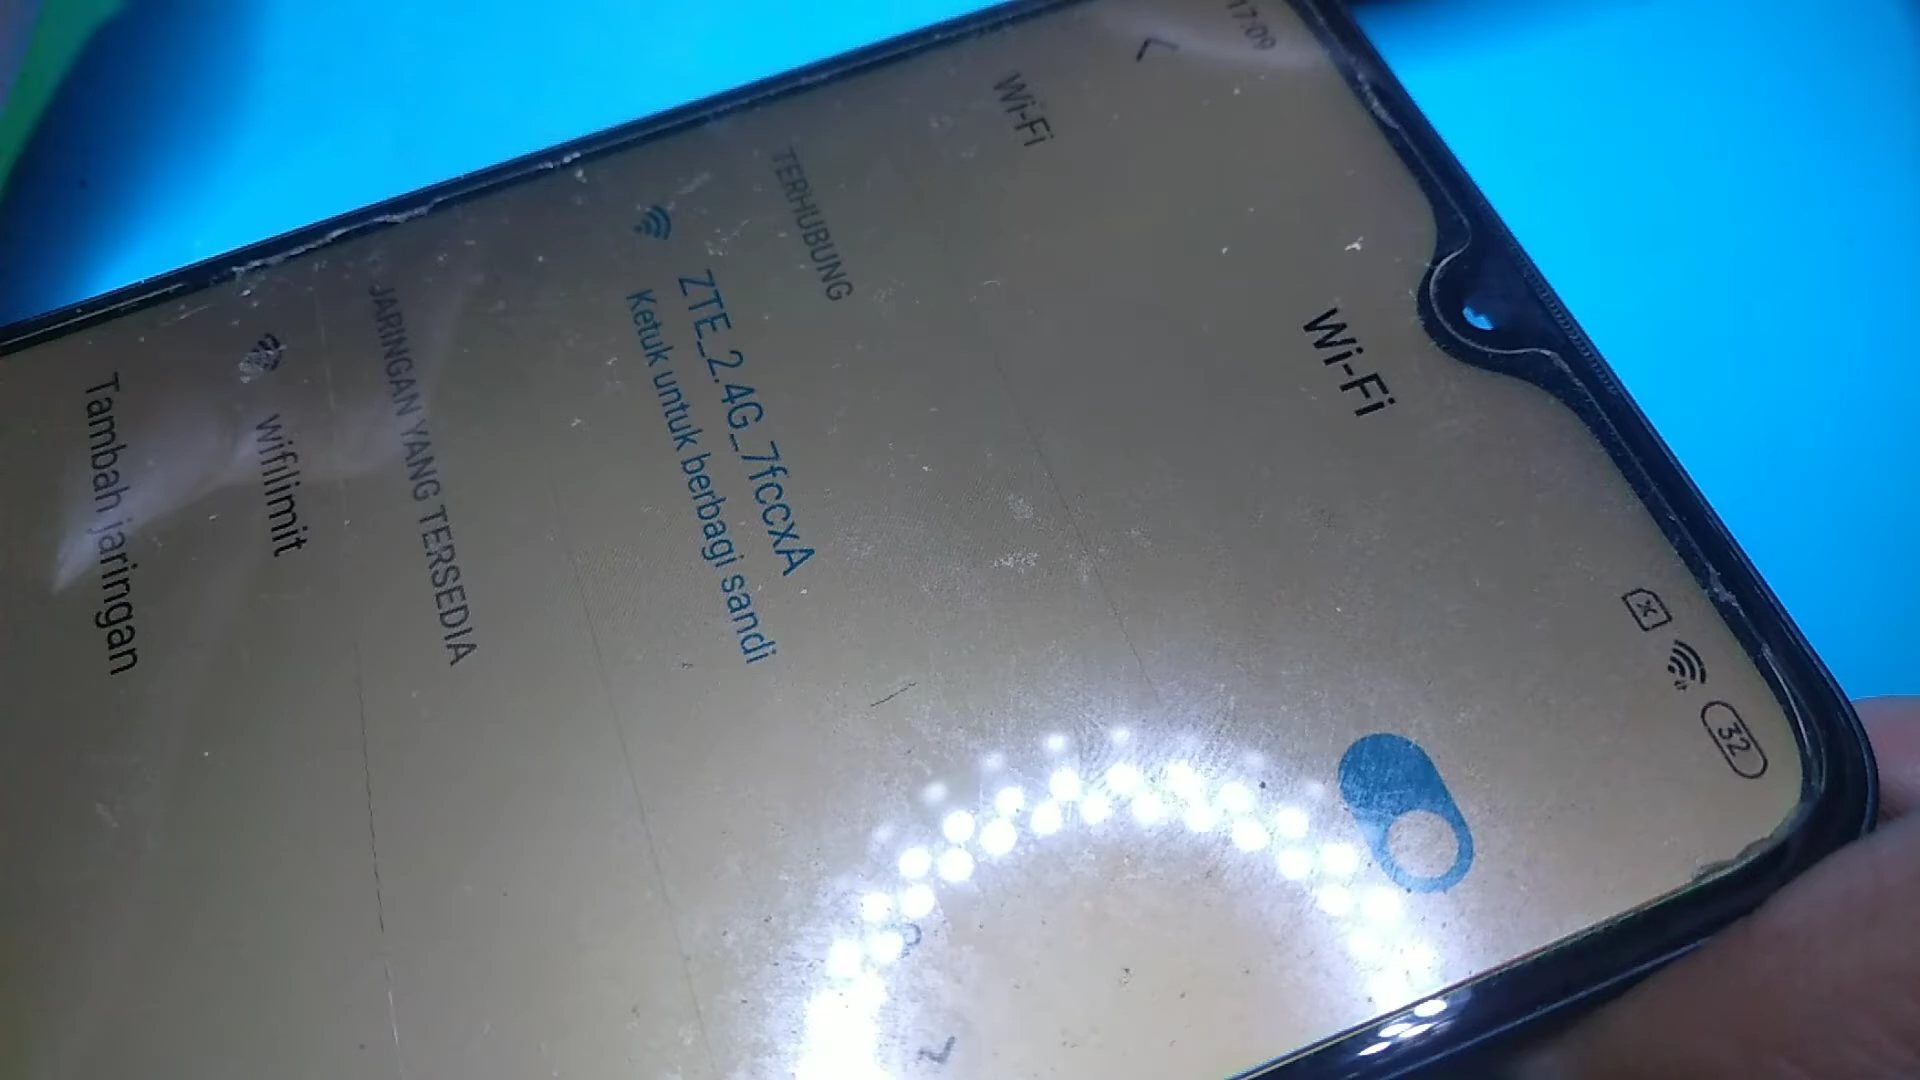 17:09
32
Wi-Fi
Wi-Fi
TERHUBUNG
ZTE_2.4G_7fccxA
Ketuk untuk berbagi sandi
JARINGAN YANG TERSEDIA
wifilimit
Tambah jaringan